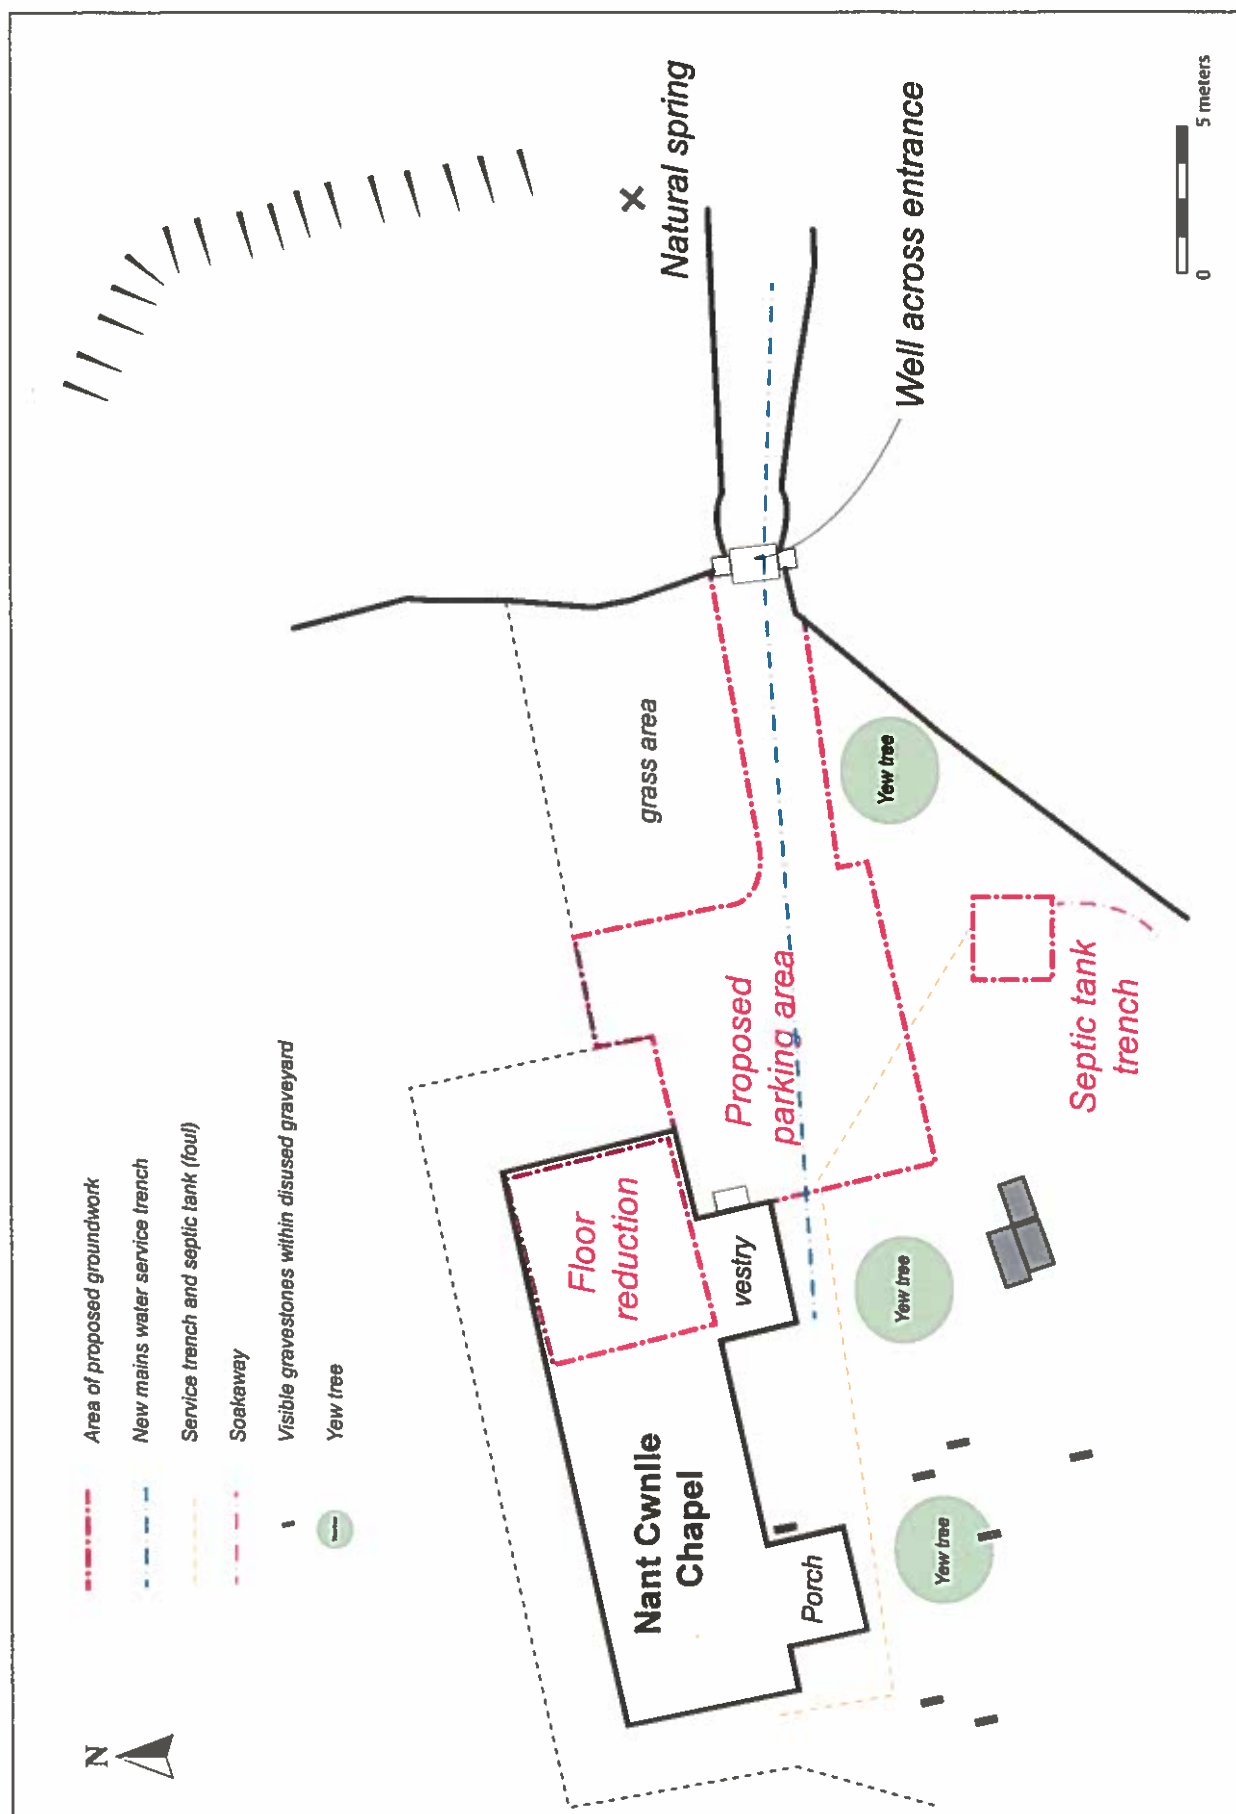 N
Area of proposed groundwork
New mains water service trench
Service trench and septic tank (foul)
Soakaway
Visible gravestones within disused graveyard
Yew tree
Natural spring
Well across entrance
grass area
Yew tree
Proposed
parking area
Septic tank
trench
Floor
reduction
vestry
Yew tree
Nant Cwnlle
Chapel
Porch
Yew tree
0
5 meters